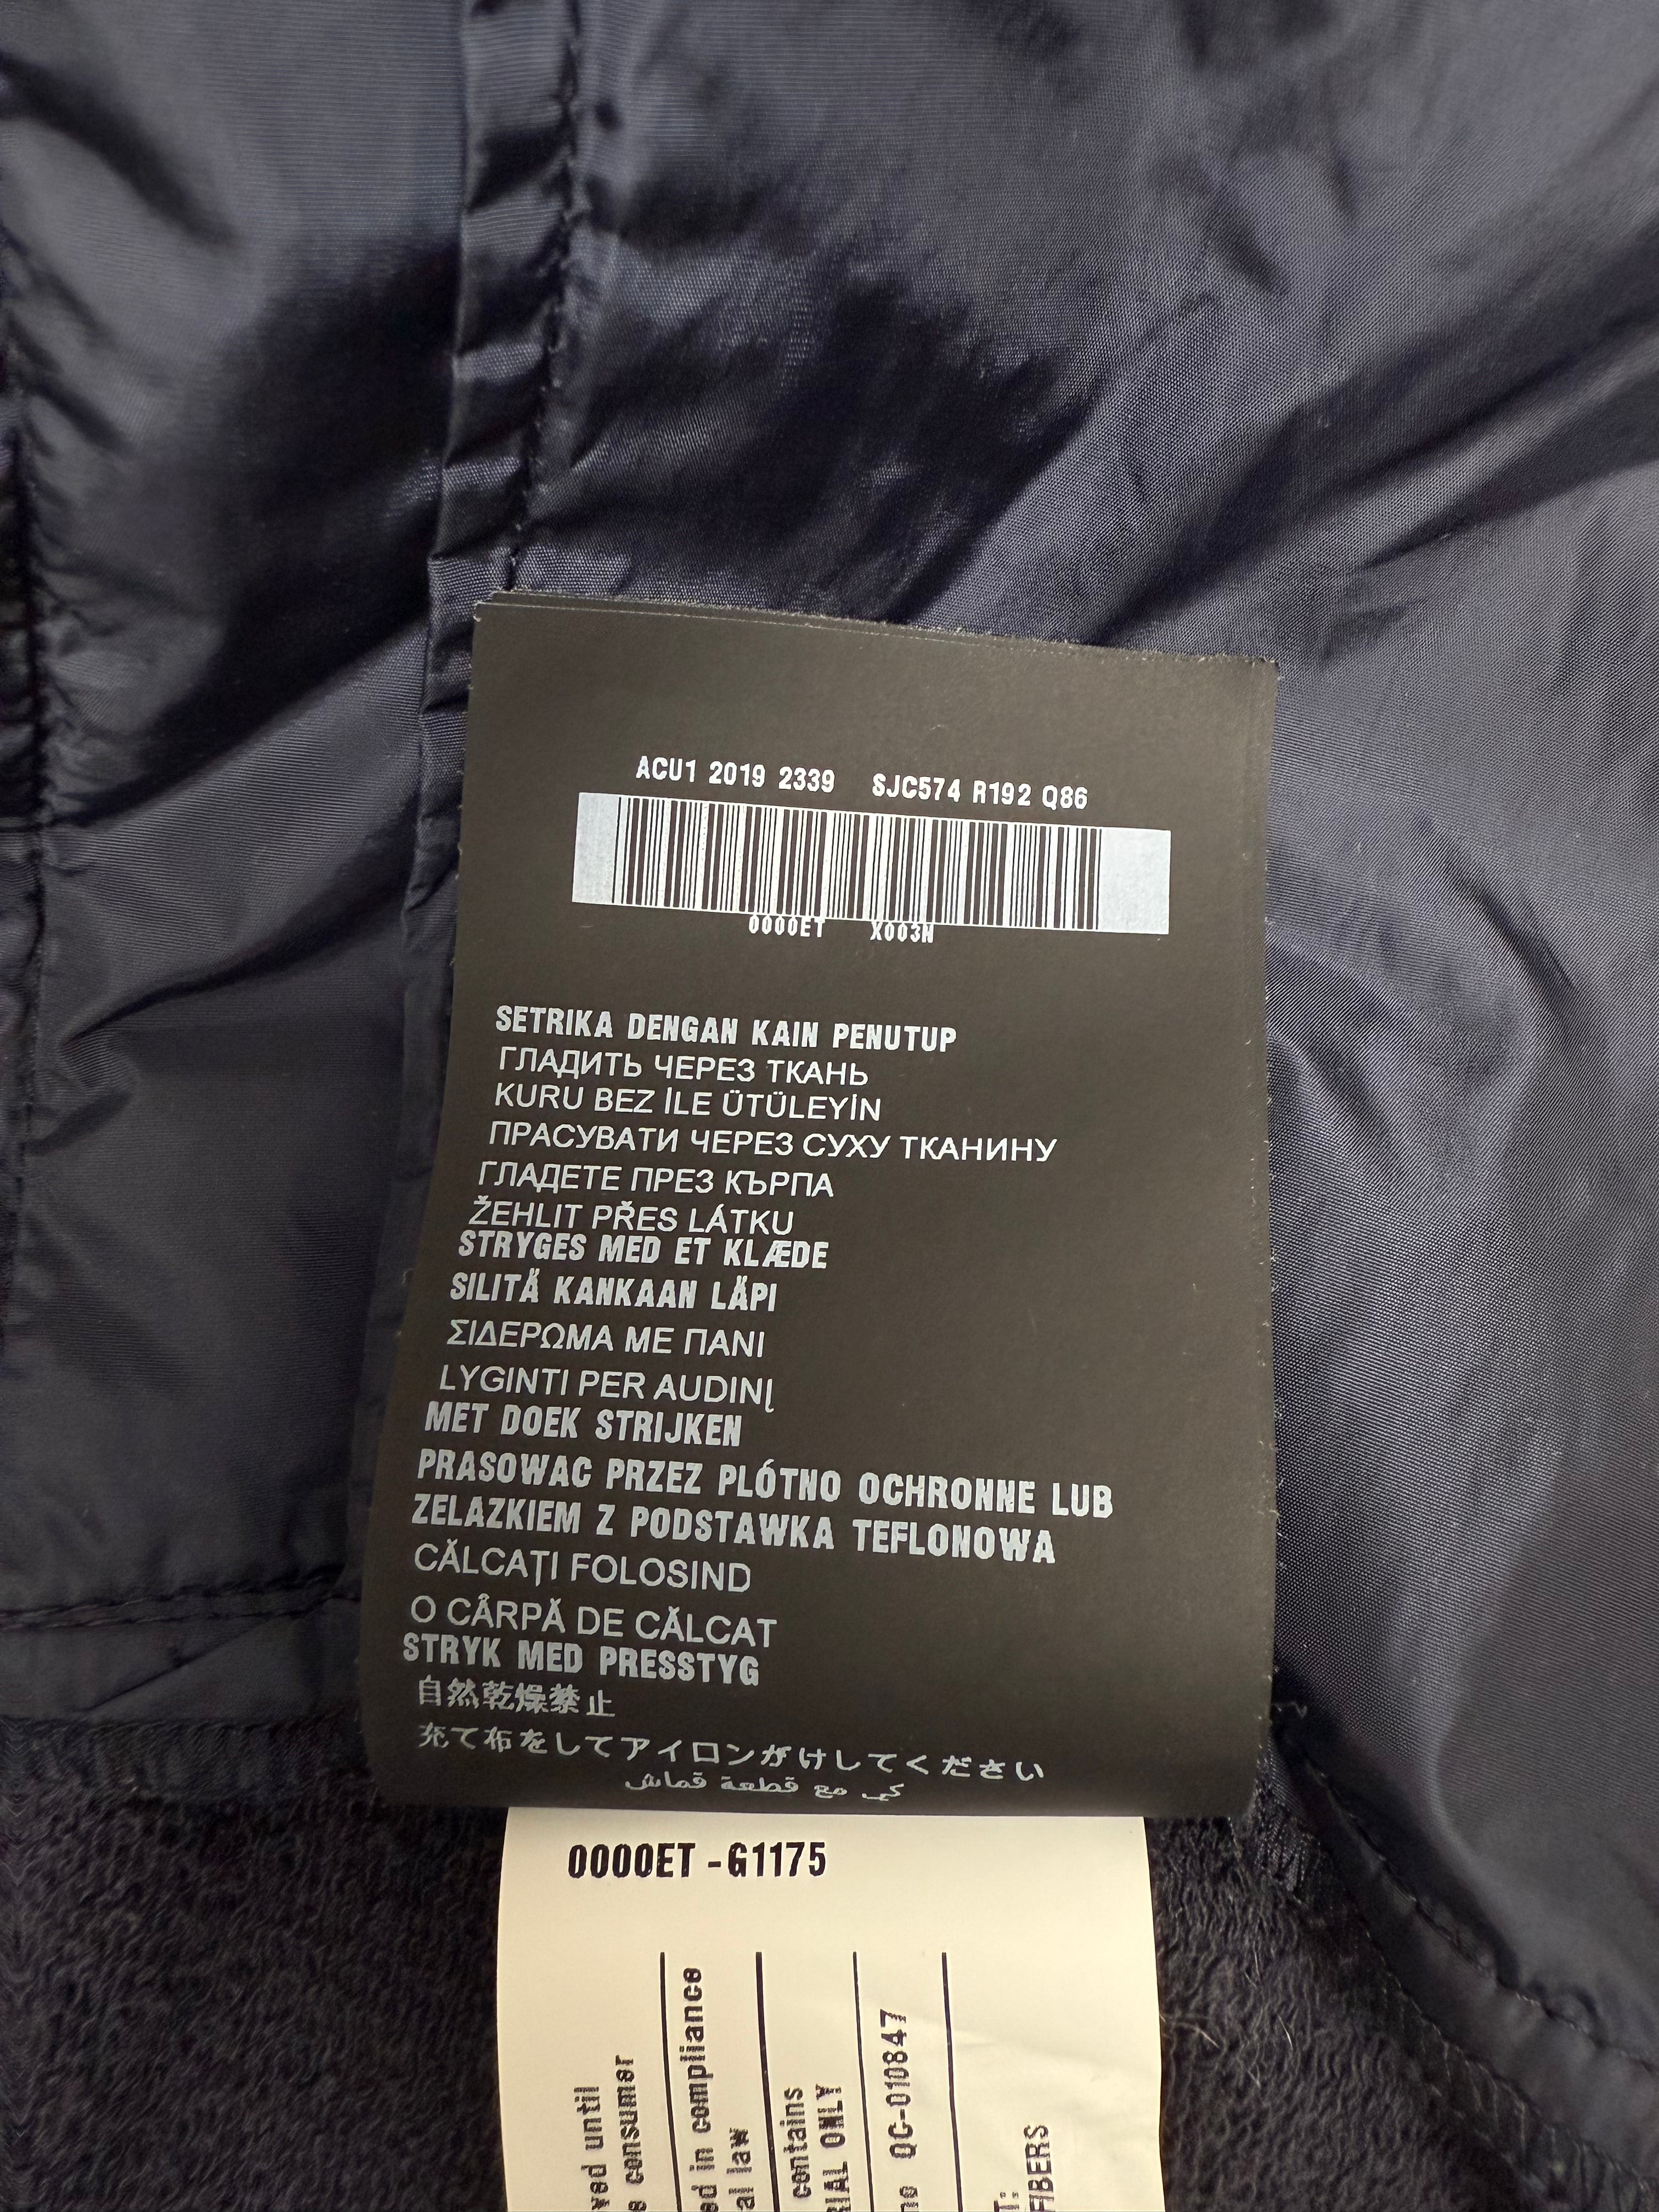 ACU1 2019 2339 SJC574 R192 Q86
0000ET X003N
SETRIKA DENGAN KAIN PENUTUP
ГЛАДИТЬ ЧЕРЕЗ ТКАНЬ
KURU BEZ İLE ÜTÜLEYİN
ПРАСУВАТИ ЧЕРЕЗ СУХУ ТКАНИНУ
ГЛАДЕТЕ ПРЕЗ КЪРПА
ŽEHLIT PŘES LÁTKU
STRYGES MED ET KLÆDE
SILITÄ KANKAAN LÄPI
ΣΙΔΕΡΩΜΑ ΜΕ ΠΑΝΙ
LYGINTI PER AUDINĮ
MET DOEK STRIJKEN
PRASOWAC PRZEZ PLÓTNO OCHRONNE LUB
ZELAZKIEM Z PODSTAWKA TEFLONOWA
CĂLCAȚI FOLOSIND
O CÂRPĂ DE CĂLCAT
STRYK MED PRESSTYG
自然乾燥禁止
充て布をしてアイロンがけしてください
كي مع قطعة قماش
0000ET - G1175
until
consumer
in compliance
law
contains
ONLY
QC-010847
FIBERS